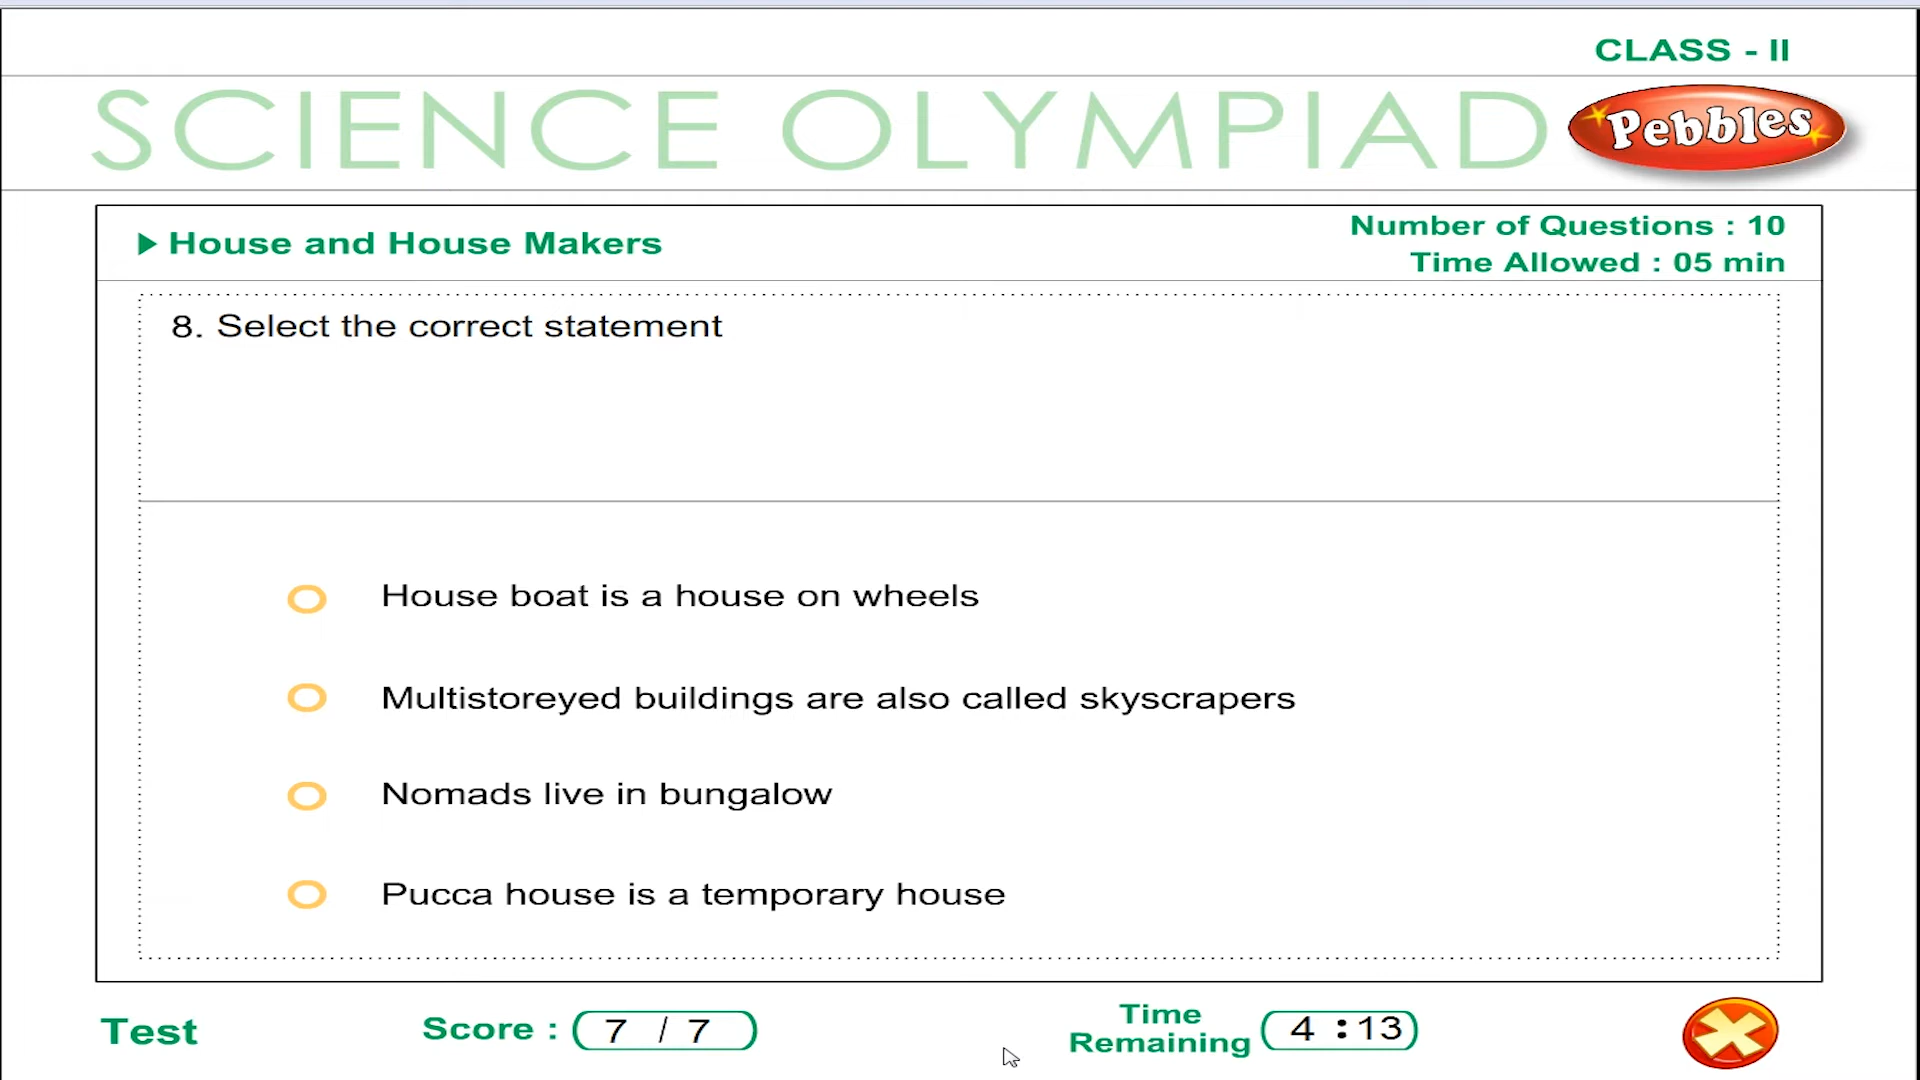 CLASS - II
SCIENCE OLYMPIAD
Pebbles
House and House Makers
Number of Questions : 10
Time Allowed : 05 min
8. Select the correct statement
House boat is a house on wheels
Multistoreyed buildings are also called skyscrapers
Nomads live in bungalow
Pucca house is a temporary house
Test
Score : 7 / 7
Time
Remaining 4 :13